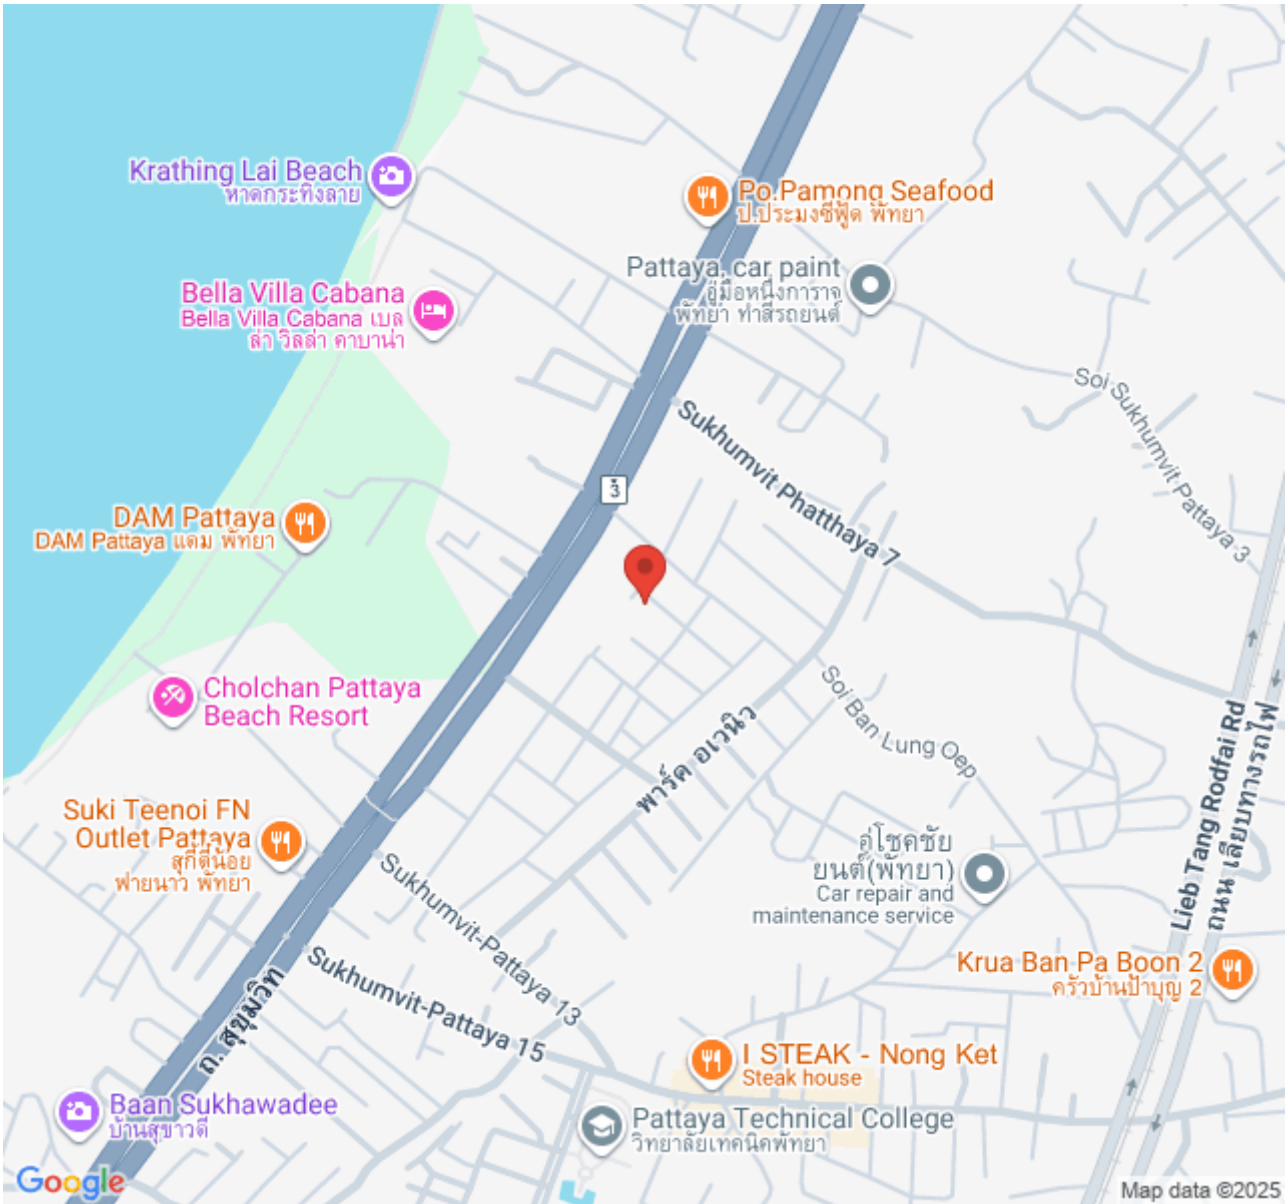 Krathing Lai Beach
หาดกระทิงลาย
Po.Pamong Seafood
ป.ประมงซีฟู้ด พัทยา
Pattaya, car paint
อู่มือหนึ่งการาจ
พัทยา ทำสีรถยนต์
Bella Villa Cabana
Bella Villa Cabana เบล
ล่า วิลล่า คาบาน่า
Soi Sukhumvit Pattaya 3
Sukhumvit Phatthaya 7
3
DAM Pattaya
DAM Pattaya แดม พัทยา
Cholchan Pattaya
Beach Resort
Soi Ban Lung Oep
พาร์ค อเวนิว
Lieb Tang Rodfai Rd
ถนน เลียบทางรถไฟ
Suki Teenoi FN
Outlet Pattaya
สุกี้ตี๋น้อย
ฟายนาว พัทยา
อู่โชคชัย
ยนต์(พัทยา)
Car repair and
maintenance service
Sukhumvit-Pattaya 13
Sukhumvit-Pattaya 15
Krua Ban Pa Boon 2
ครัวบ้านป้าบุญ 2
ถ. สุขุมวิท
I STEAK - Nong Ket
Steak house
Baan Sukhawadee
บ้านสุขาวดี
Pattaya Technical College
วิทยาลัยเทคนิคพัทยา
Google
Map data ©2025